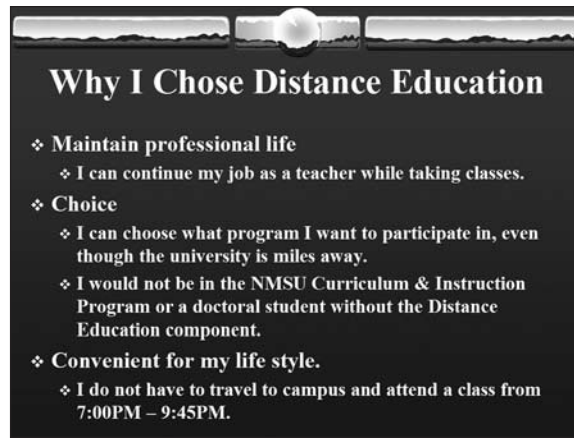 Why I Chose Distance Education
❖ Maintain professional life
❖ I can continue my job as a teacher while taking classes.
❖ Choice
❖ I can choose what program I want to participate in, even
though the university is miles away.
❖ I would not be in the NMSU Curriculum & Instruction
Program or a doctoral student without the Distance
Education component.
❖ Convenient for my life style.
❖ I do not have to travel to campus and attend a class from
7:00PM – 9:45PM.